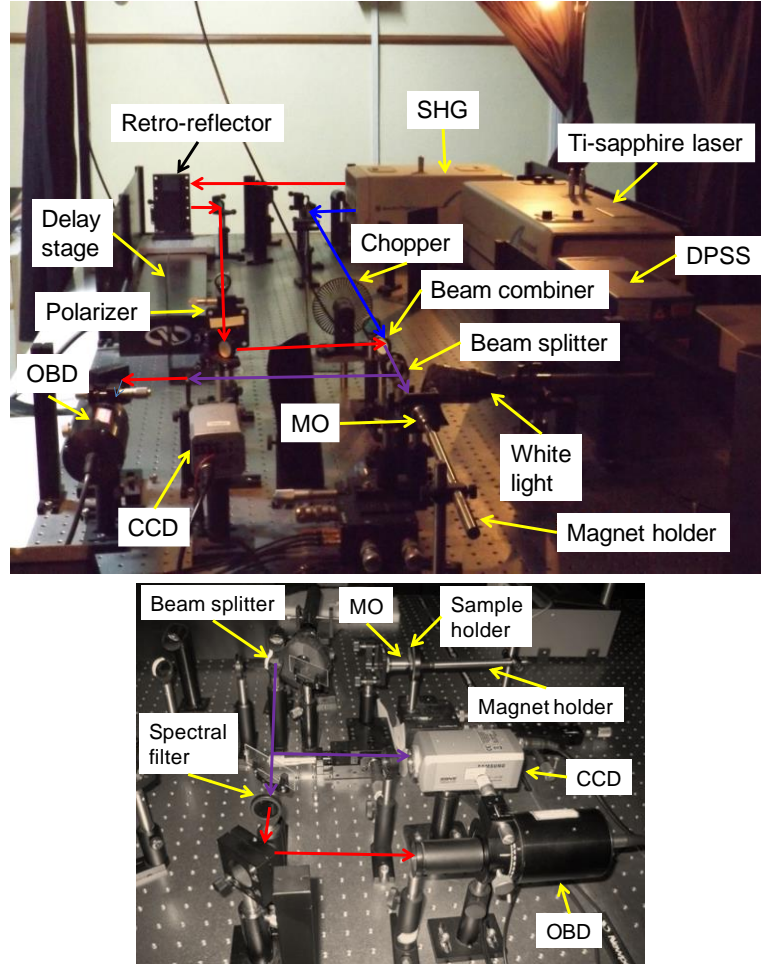 SHG
Retro-reflector
Ti-sapphire laser
Delay
stage
Chopper
DPSS
Beam combiner
Polarizer
Beam splitter
OBD
MO
White
light
CCD
Magnet holder
Beam splitter
MO
Sample
holder
Magnet holder
Spectral
filter
SAMSUNG
CCD
OBD